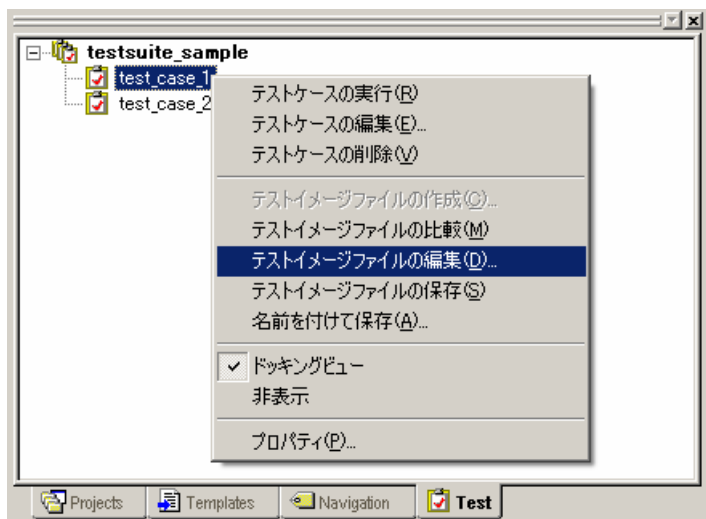 testsuite_sample
test_case_1
test_case_2
テストケースの実行(R)
テストケースの編集(E)...
テストケースの削除(V)
テストイメージファイルの作成(C)...
テストイメージファイルの比較(M)
テストイメージファイルの編集(D)...
テストイメージファイルの保存(S)
名前を付けて保存(A)...
ドッキングビュー
非表示
プロパティ(P)...
Projects Templates Navigation Test